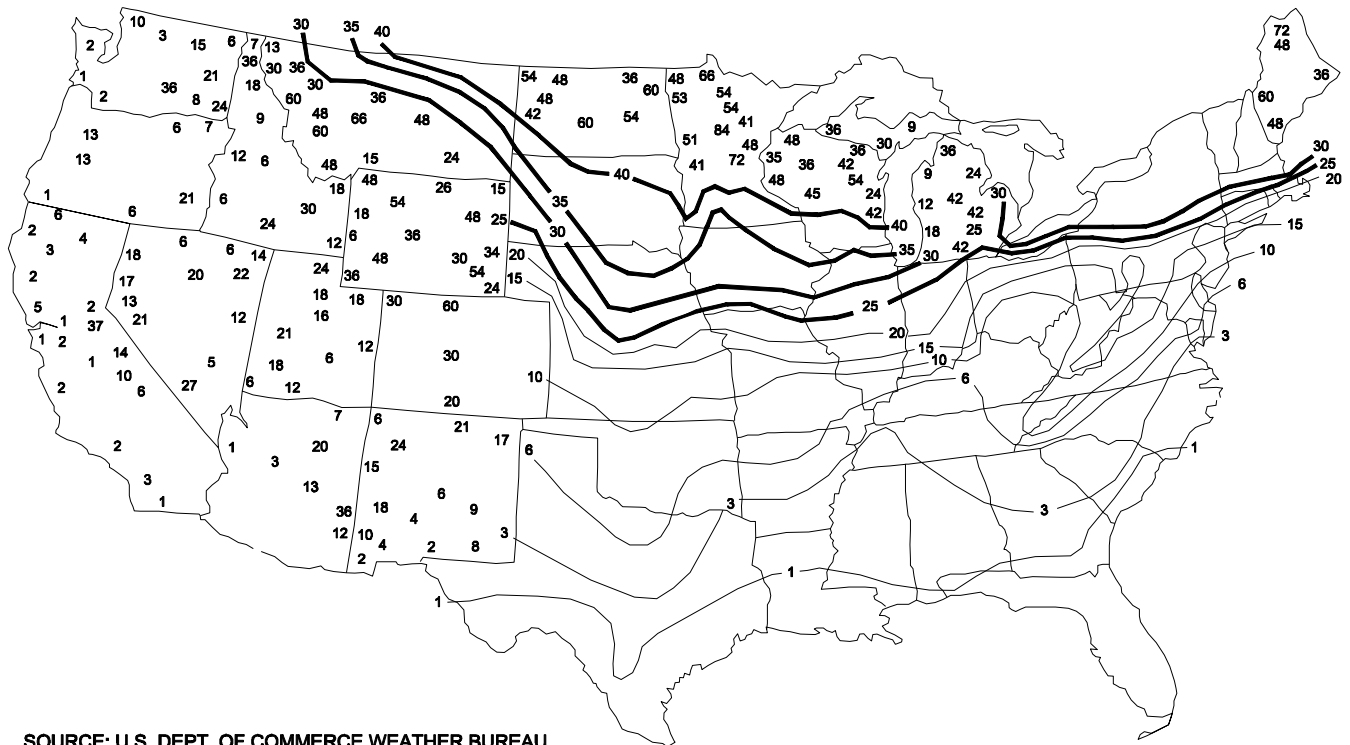 30 35 40
10 72
2 3 15 6 7 13 48
1 21 36 30 36 54 48 36 60 48 66 36
2 36 8 24 18 30 60 36 48 53 54 54 60
13 6 7 9 48 60 66 48 42 60 54 51 84 41 48 48 36 30 9 48
13 12 6 48 15 24 41 72 35 36 42 36 36 30
1 21 6 30 18 48 26 15 40 48 45 54 24 9 24 25
6 6 24 54 35 42 12 42 30 20
2 4 18 48 25 42 40 18 42 25 15
3 18 6 6 14 12 6 36 34 20 30 35 30 42 10
2 17 20 22 24 36 48 30 54 15 6
5 2 13 12 18 18 30 60 24 25
1 37 21 16 20
1 2 21 12 15 3
1 14 5 18 6 30 10
2 10 6 27 6 12 10 6
7 6 20 21
2 1 20 24 17 6 1
3 3 15
1 13 6 3
36 18 4 9 3
12 10 4 2 8 3
2 1
1
SOURCE: U.S. DEPT. OF COMMERCE WEATHER BUREAU